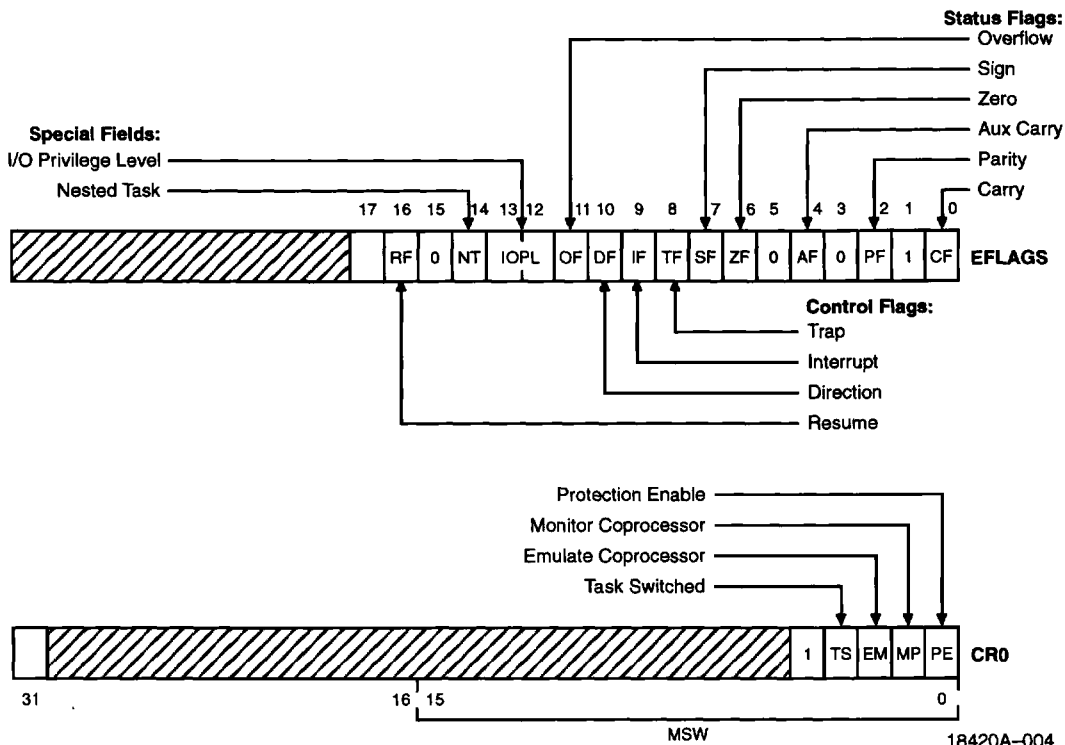 Status Flags:
Overflow
Sign
Zero
Special Fields:
Aux Carry
I/O Privilege Level
Parity
Nested Task
Carry
17 16 15 14 13 12 11 10 9 8 7 6 5 4 3 2 1 0
RF 0 NT IOPL OF DF IF TF SF ZF 0 AF 0 PF 1 CF EFLAGS
Control Flags:
Trap
Interrupt
Direction
Resume
Protection Enable
Monitor Coprocessor
Emulate Coprocessor
Task Switched
1 TS EM MP PE CR0
31 16 15 0
MSW
18420A–004